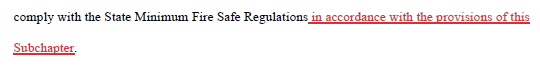 comply with the State Minimum Fire Safe Regulations in accordance with the provisions of this
Subchapter.